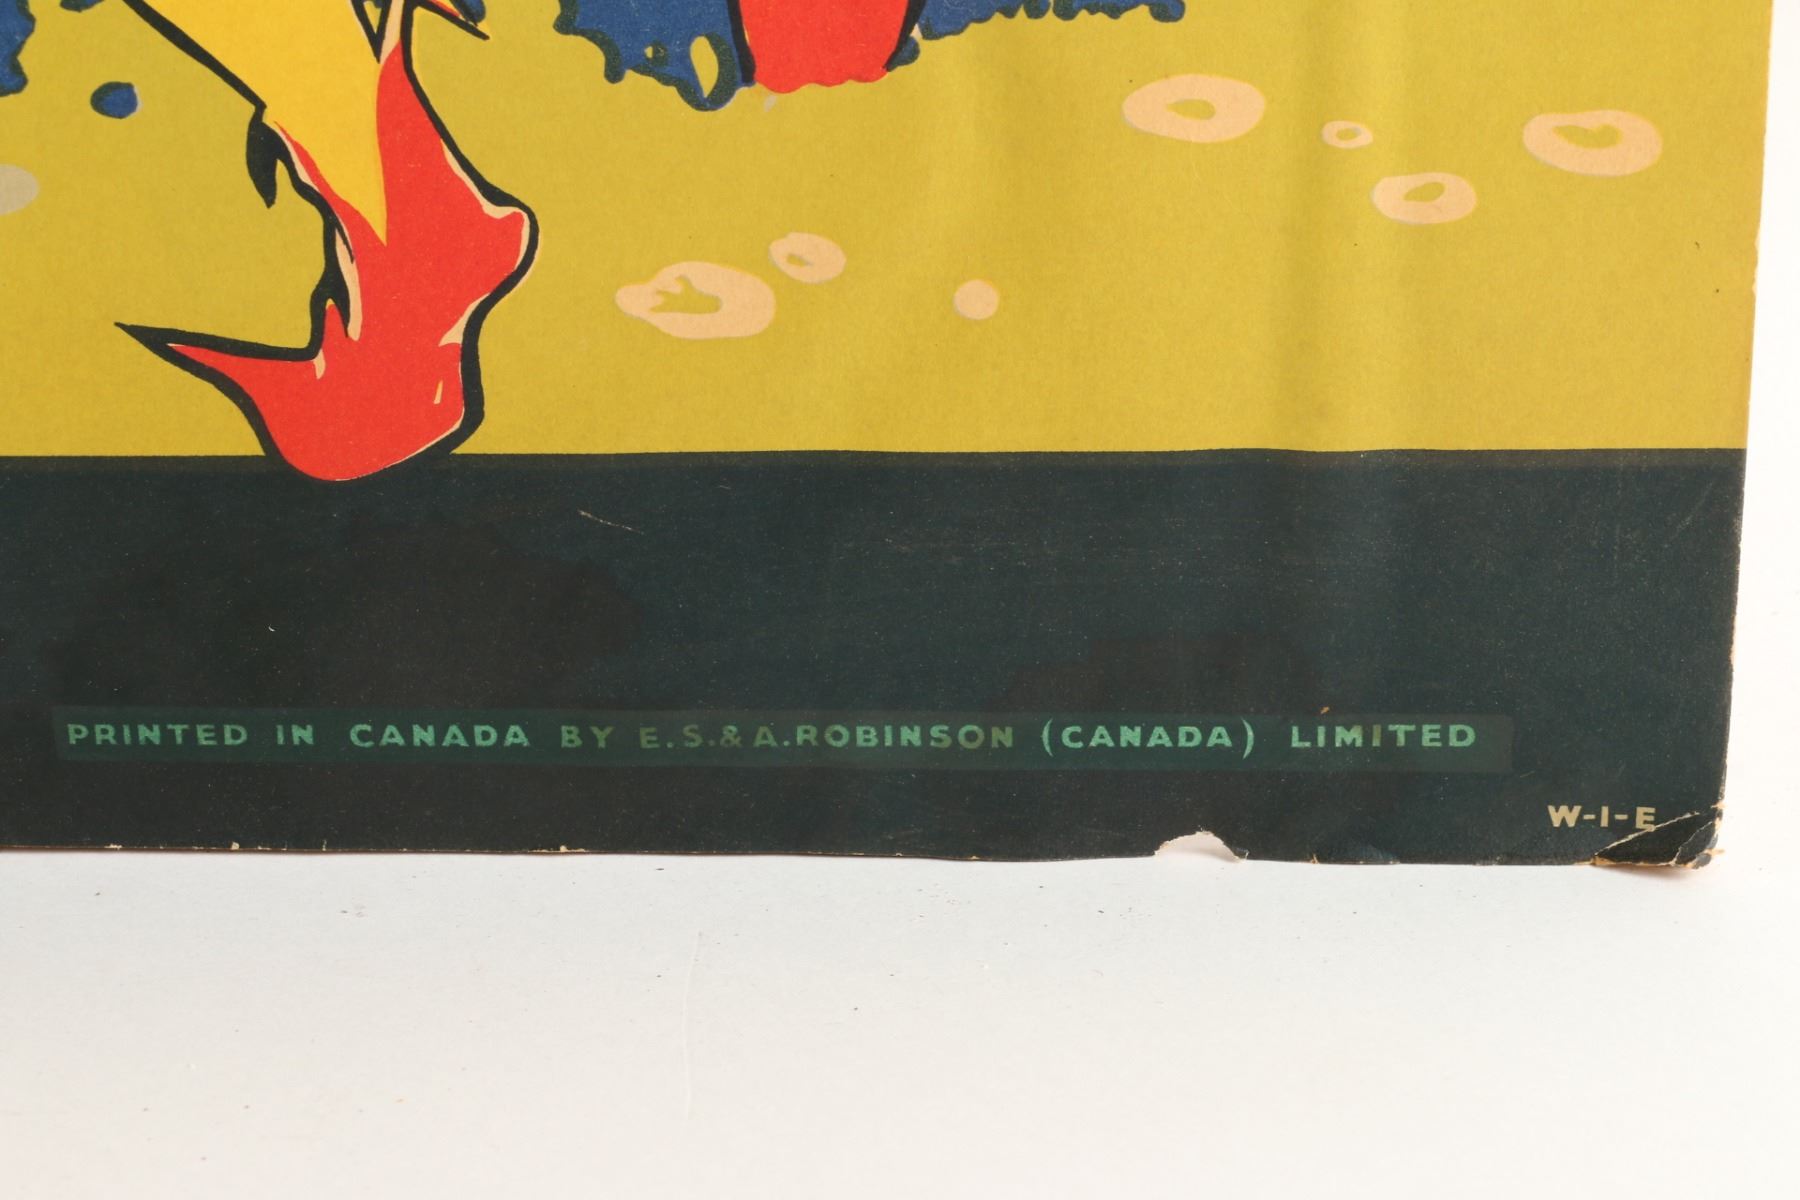 PRINTED IN CANADA BY E.S.&A.ROBINSON (CANADA) LIMITED
W-I-E